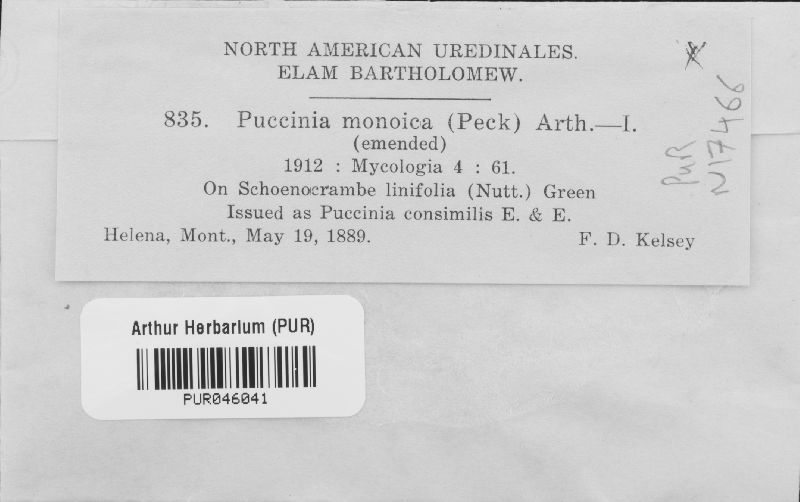 NORTH AMERICAN UREDINALES.
ELAM BARTHOLOMEW.
835. Puccinia monoica (Peck) Arth.—I.
(emended)
1912 : Mycologia 4 : 61.
On Schoenocrambe linifolia (Nutt.) Green
Issued as Puccinia consimilis E. & E.
Helena, Mont., May 19, 1889. F. D. Kelsey
PUR
N17466
Arthur Herbarium (PUR)
PUR046041